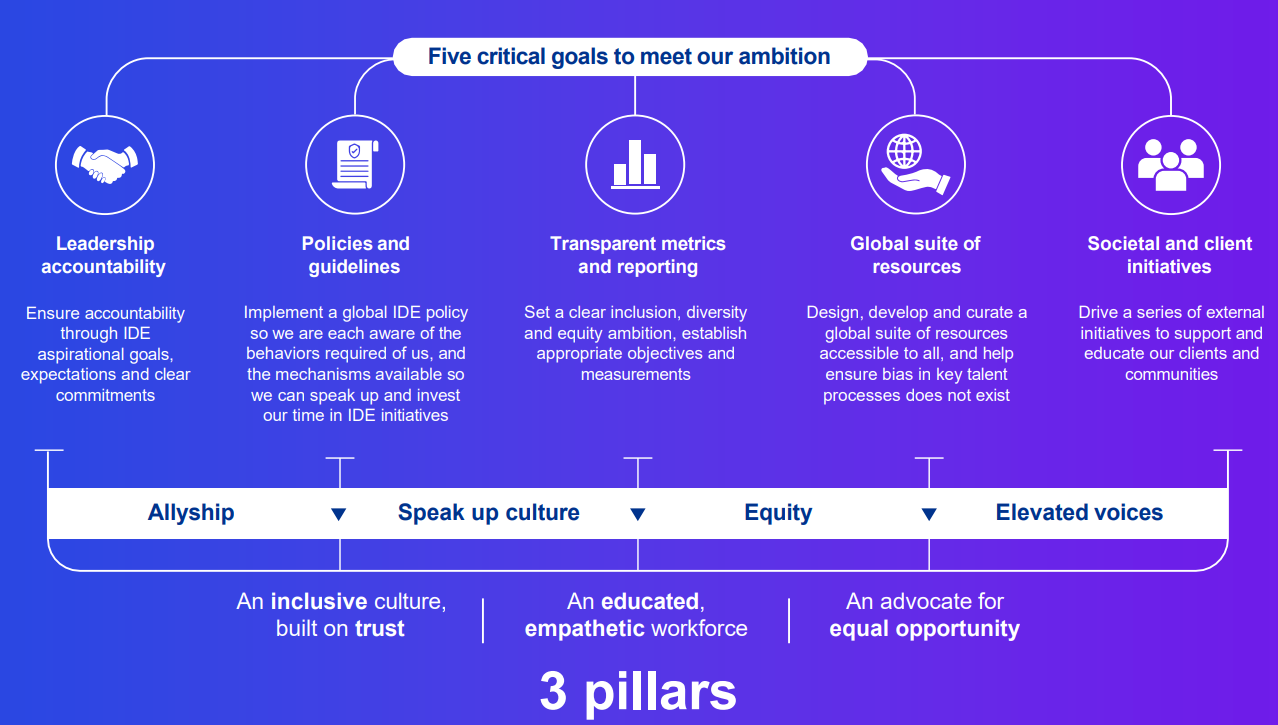 Five critical goals to meet our ambition
Leadership
accountability
Ensure accountability
through IDE
aspirational goals,
expectations and clear
commitments
Policies and
guidelines
Implement a global IDE policy
so we are each aware of the
behaviors required of us, and
the mechanisms available so
we can speak up and invest
our time in IDE initiatives
Transparent metrics
and reporting
Set a clear inclusion, diversity
and equity ambition, establish
appropriate objectives and
measurements
Global suite of
resources
Design, develop and curate a
global suite of resources
accessible to all, and help
ensure bias in key talent
processes does not exist
Societal and client
initiatives
Drive a series of external
initiatives to support and
educate our clients and
communities
Allyship
Speak up culture
Equity
Elevated voices
An inclusive culture,
built on trust
An educated,
empathetic workforce
An advocate for
equal opportunity
3 pillars